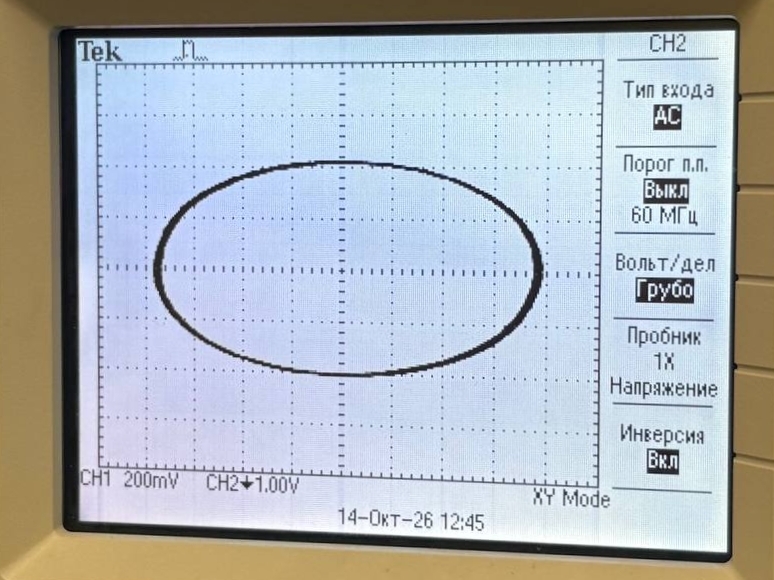 Tek
CH2
Тип входа
AC
Порог п.п.
Выкл
60 МГц
Вольт/дел
Грубо
Пробник
1X
Напряжение
Инверсия
Вкл
CH1 200mV CH2↓1.00V
XY Mode
14-Окт-26 12:45